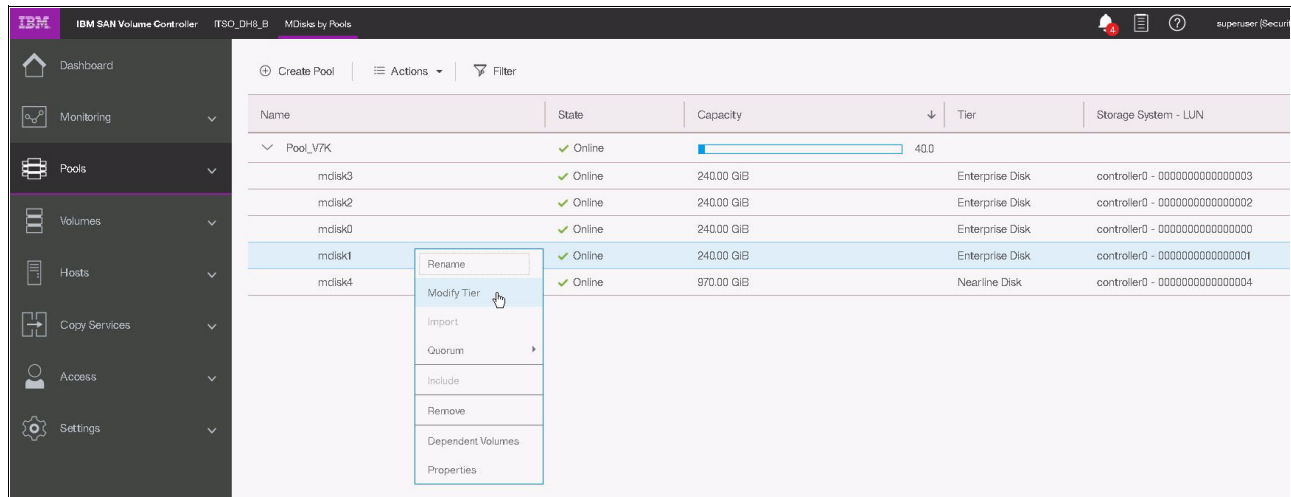 IBM IBM SAN Volume Controller ITSO_DH8_B MDisks by Pools 4 ? superuser (Securit
Dashboard
Monitoring
Pools
Volumes
Hosts
Copy Services
Access
Settings
Create Pool Actions Filter
Name State Capacity Tier Storage System - LUN
Pool_V7K Online 40.0
mdisk3 Online 240.00 GiB Enterprise Disk controller0 - 0000000000000003
mdisk2 Online 240.00 GiB Enterprise Disk controller0 - 0000000000000002
mdisk0 Online 240.00 GiB Enterprise Disk controller0 - 0000000000000000
mdisk1 Online 240.00 GiB Enterprise Disk controller0 - 0000000000000001
mdisk4 Online 970.00 GiB Nearline Disk controller0 - 0000000000000004
Rename
Modify Tier
Import
Quorum
Include
Remove
Dependent Volumes
Properties